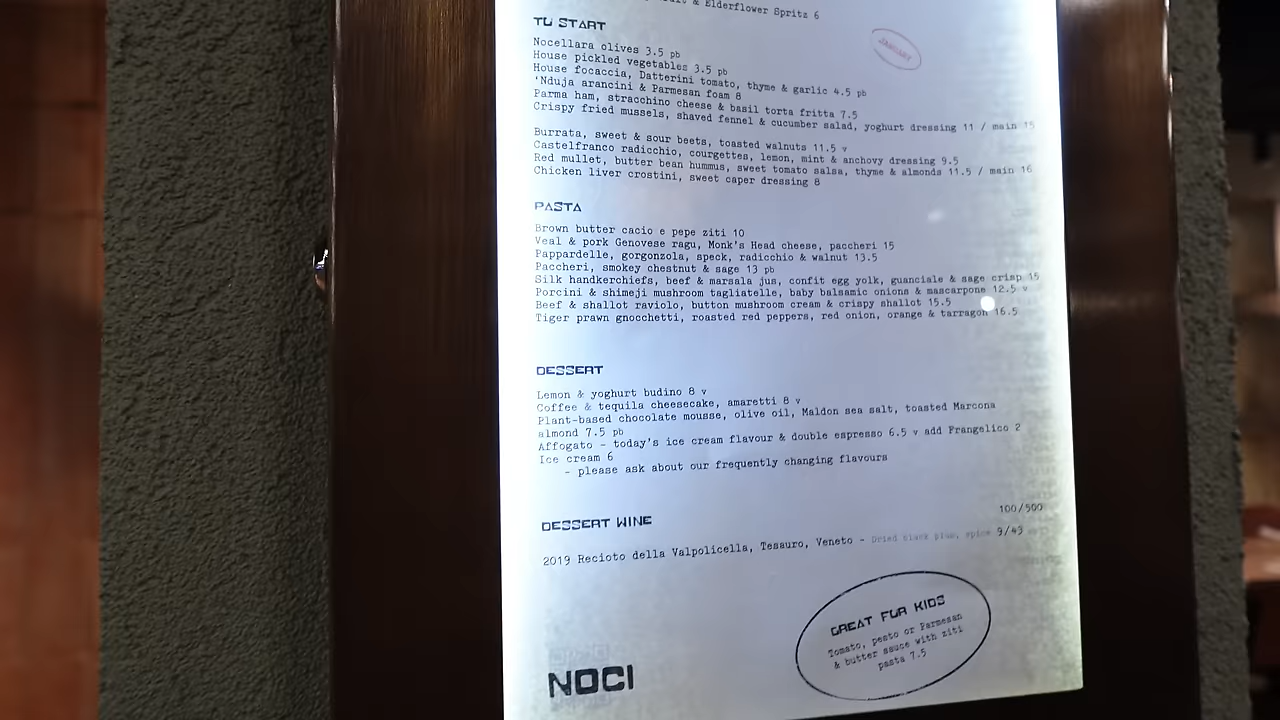 & Elderflower Spritz 6
TO START
JANUARY
Nocellara olives 3.5 pb
House pickled vegetables 3.5 pb
House focaccia, Datterini tomato, thyme & garlic 4.5 pb
'Nduja arancini & Parmesan foam 8
Parma ham, stracchino cheese & basil torta fritta 7.5
Crispy fried mussels, shaved fennel & cucumber salad, yoghurt dressing 11 / main 15
Burrata, sweet & sour beets, toasted walnuts 11.5 v
Castelfranco radicchio, courgettes, lemon, mint & anchovy dressing 9.5
Red mullet, butter bean hummus, sweet tomato salsa, thyme & almonds 11.5 / main 16
Chicken liver crostini, sweet caper dressing 8
PASTA
Brown butter cacio e pepe ziti 10
Veal & pork Genovese ragu, Monk's Head cheese, paccheri 15
Pappardelle, gorgonzola, speck, radicchio & walnut 13.5
Paccheri, smokey chestnut & sage 13 pb
Silk handkerchiefs, beef & marsala jus, confit egg yolk, guanciale & sage crisp 15
Porcini & shimeji mushroom tagliatelle, baby balsamic onions & mascarpone 12.5 v
Beef & shallot raviolo, button mushroom cream & crispy shallot 15.5
Tiger prawn gnocchetti, roasted red peppers, red onion, orange & tarragon 16.5
DESSERT
Lemon & yoghurt budino 8 v
Coffee & tequila cheesecake, amaretti 8 v
Plant-based chocolate mousse, olive oil, Maldon sea salt, toasted Marcona
almond 7.5 pb
Affogato - today's ice cream flavour & double espresso 6.5 v add Frangelico 2
Ice cream 6
- please ask about our frequently changing flavours
DESSERT WINE 100/500
2019 Recioto della Valpolicella, Tesauro, Veneto - Dried black plum, spice 9/43
GREAT FOR KIDS
Tomato, pesto or Parmesan
& butter sauce with ziti
pasta 7.5
NOCI